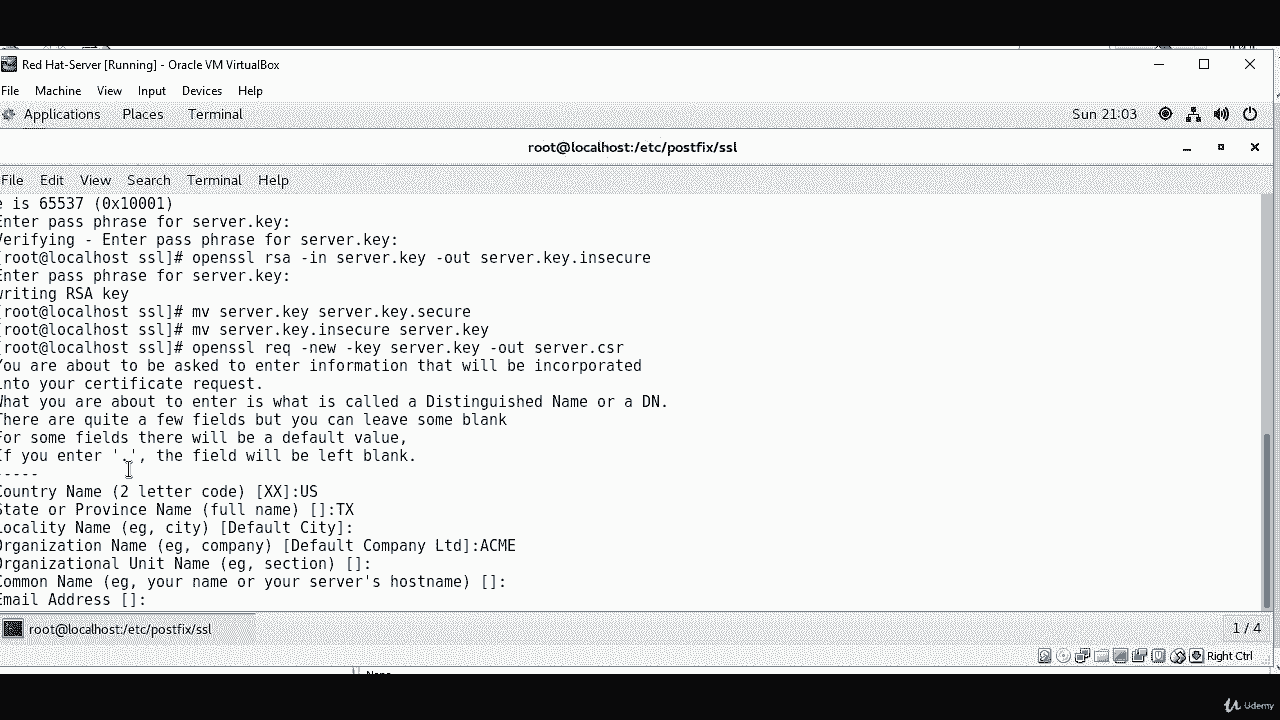 Red Hat-Server [Running] - Oracle VM VirtualBox
File Machine View Input Devices Help
Applications Places Terminal Sun 21:03
root@localhost:/etc/postfix/ssl
File Edit View Search Terminal Help
e is 65537 (0x10001)
Enter pass phrase for server.key:
Verifying - Enter pass phrase for server.key:
[root@localhost ssl]# openssl rsa -in server.key -out server.key.insecure
Enter pass phrase for server.key:
writing RSA key
[root@localhost ssl]# mv server.key server.key.secure
[root@localhost ssl]# mv server.key.insecure server.key
[root@localhost ssl]# openssl req -new -key server.key -out server.csr
You are about to be asked to enter information that will be incorporated
into your certificate request.
What you are about to enter is what is called a Distinguished Name or a DN.
There are quite a few fields but you can leave some blank
For some fields there will be a default value,
If you enter '.', the field will be left blank.
-----
Country Name (2 letter code) [XX]:US
State or Province Name (full name) []:TX
Locality Name (eg, city) [Default City]:
Organization Name (eg, company) [Default Company Ltd]:ACME
Organizational Unit Name (eg, section) []:
Common Name (eg, your name or your server's hostname) []:
Email Address []:
root@localhost:/etc/postfix/ssl 1 / 4
Right Ctrl
Udemy